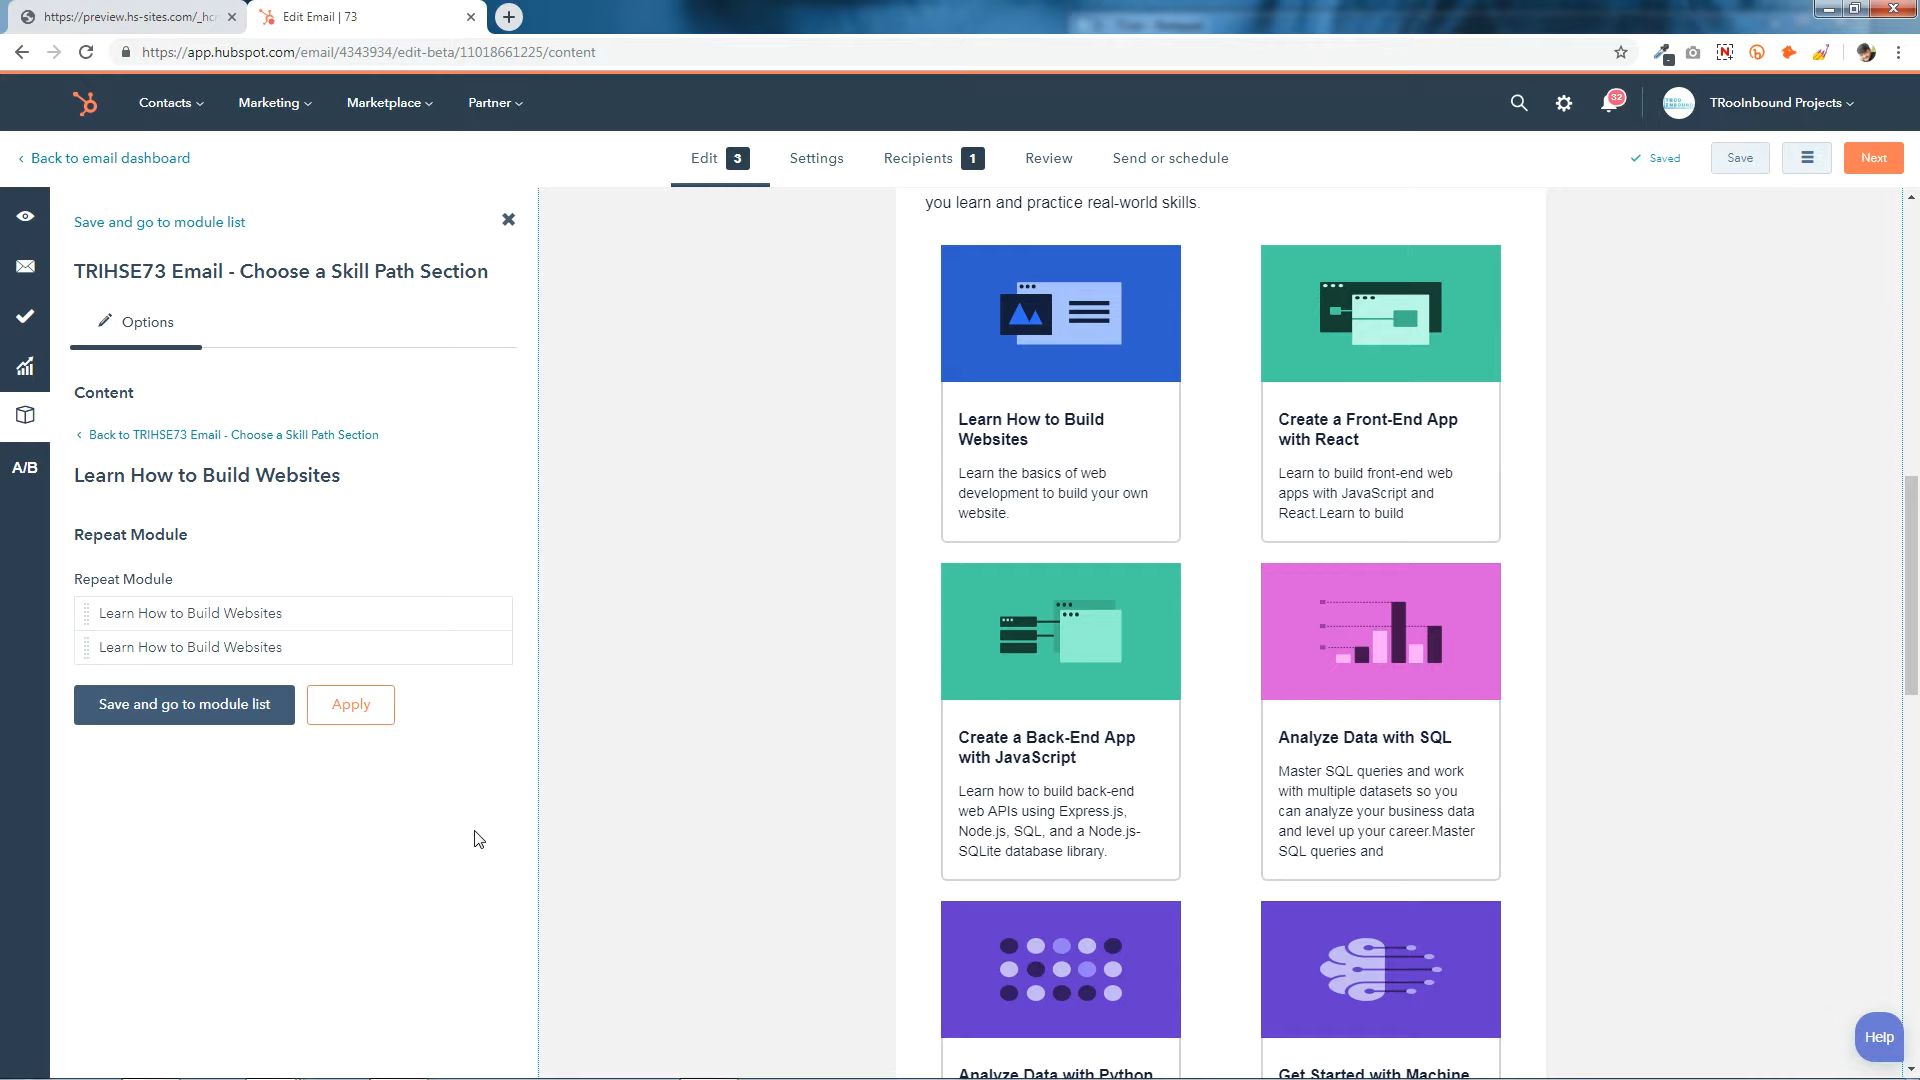 https://preview.hs-sites.com/_hcr
Edit Email | 73
https://app.hubspot.com/email/4343934/edit-beta/11018661225/content
Contacts
Marketing
Marketplace
Partner
32
TRooInbound Projects
Back to email dashboard
Edit 3
Settings
Recipients 1
Review
Send or schedule
Saved
Save
Next
Save and go to module list
TRIHSE73 Email - Choose a Skill Path Section
Options
Content
Back to TRIHSE73 Email - Choose a Skill Path Section
Learn How to Build Websites
Repeat Module
Repeat Module
Learn How to Build Websites
Learn How to Build Websites
Save and go to module list
Apply
A/B
you learn and practice real-world skills.
Learn How to Build
Websites
Learn the basics of web
development to build your own
website.
Create a Front-End App
with React
Learn to build front-end web
apps with JavaScript and
React.Learn to build
Create a Back-End App
with JavaScript
Learn how to build back-end
web APIs using Express.js,
Node.js, SQL, and a Node.js-
SQLite database library.
Analyze Data with SQL
Master SQL queries and work
with multiple datasets so you
can analyze your business data
and level up your career.Master
SQL queries and
Analyze Data with Python
Get Started with Machine
Help